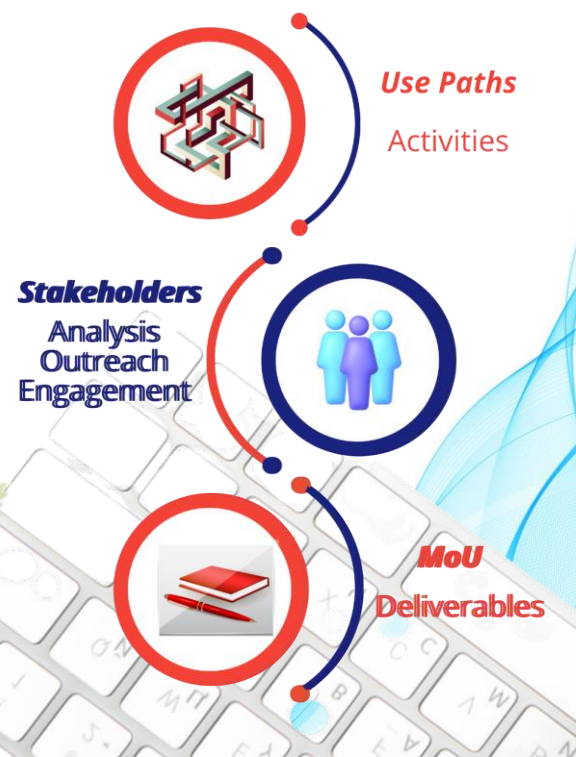 Use Paths
Activities
Stakeholders
Analysis
Outreach
Engagement
MoU
Deliverables